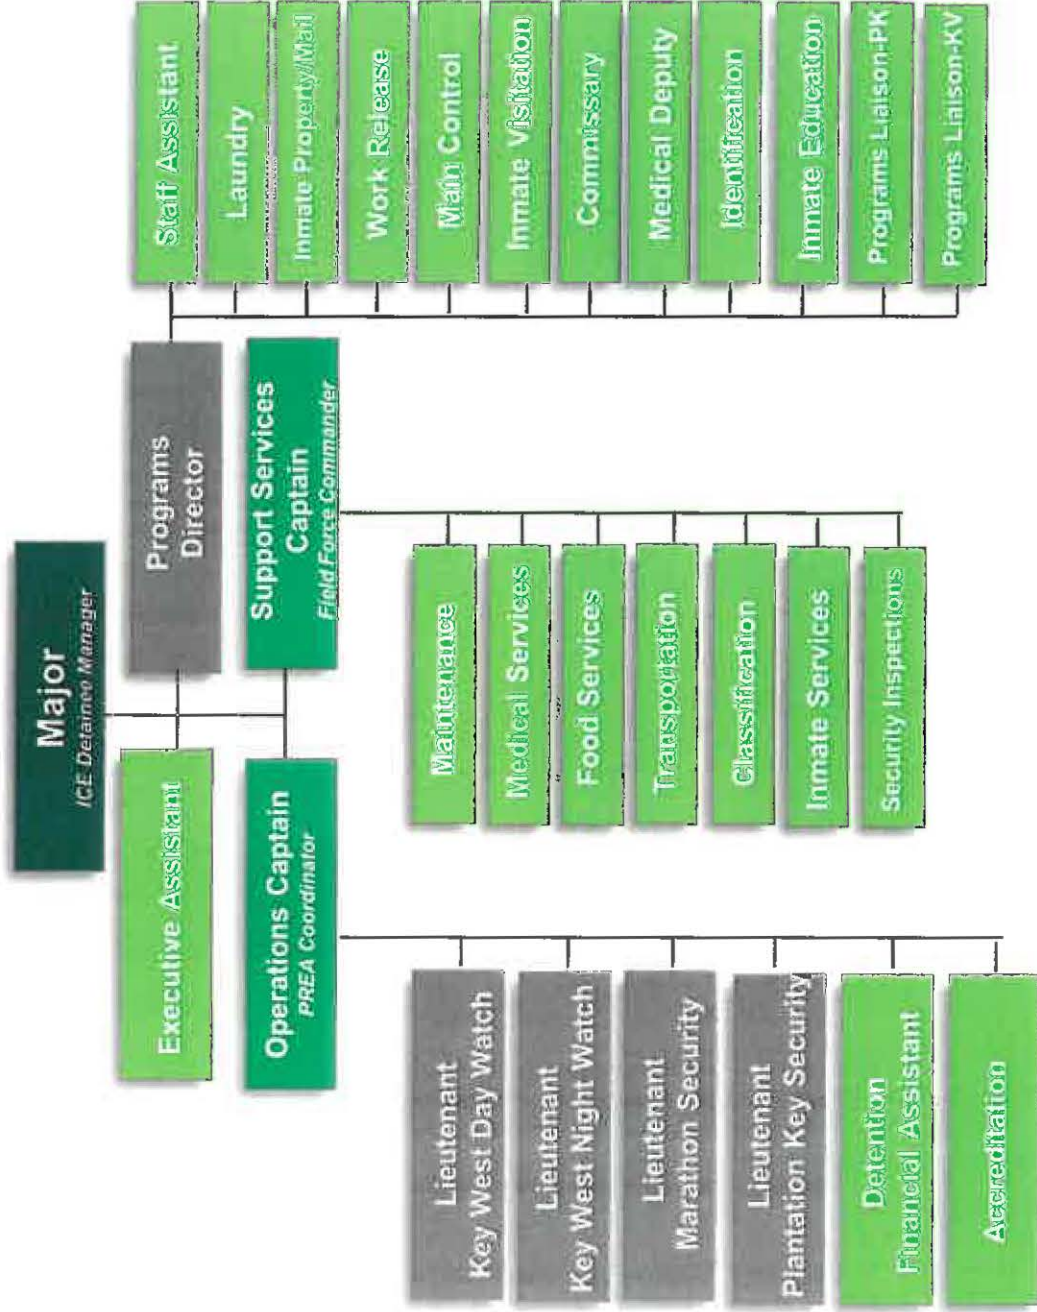 Major
ICE Detainee Manager
Executive Assistant
Programs
Director
Operations Captain
PREA Coordinator
Support Services
Captain
Field Force Commander
Lieutenant
Key West Day Watch
Lieutenant
Key West Night Watch
Lieutenant
Marathon Security
Lieutenant
Plantation Key Security
Detention
Financial Assistant
Accreditation
Maintenance
Medical Services
Food Services
Transportation
Classification
Inmate Services
Security Inspections
Staff Assistant
Laundry
Inmate Property/Mail
Work Release
Main Control
Inmate Visitation
Commissary
Medical Deputy
Identification
Inmate Education
Programs Liaison-PK
Programs Liaison-KV